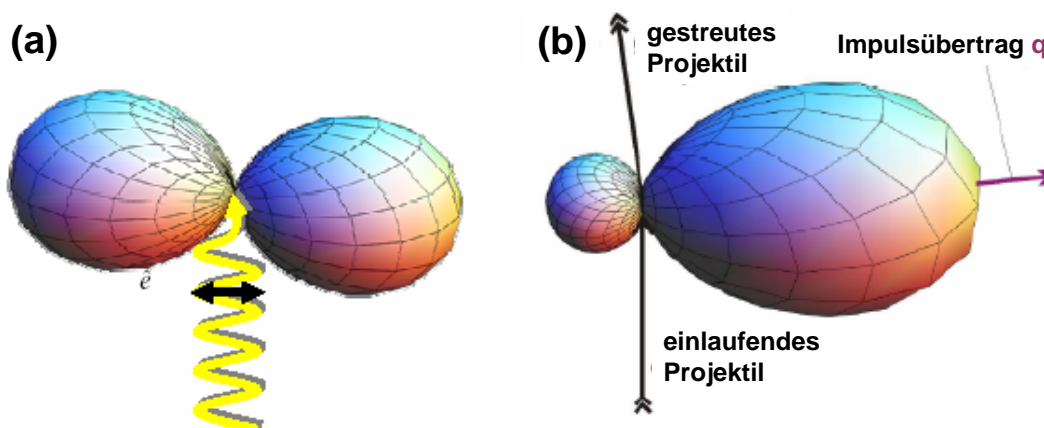 (a)
ê
(b)
gestreutes
Projektil
Impulsübertrag q
einlaufendes
Projektil